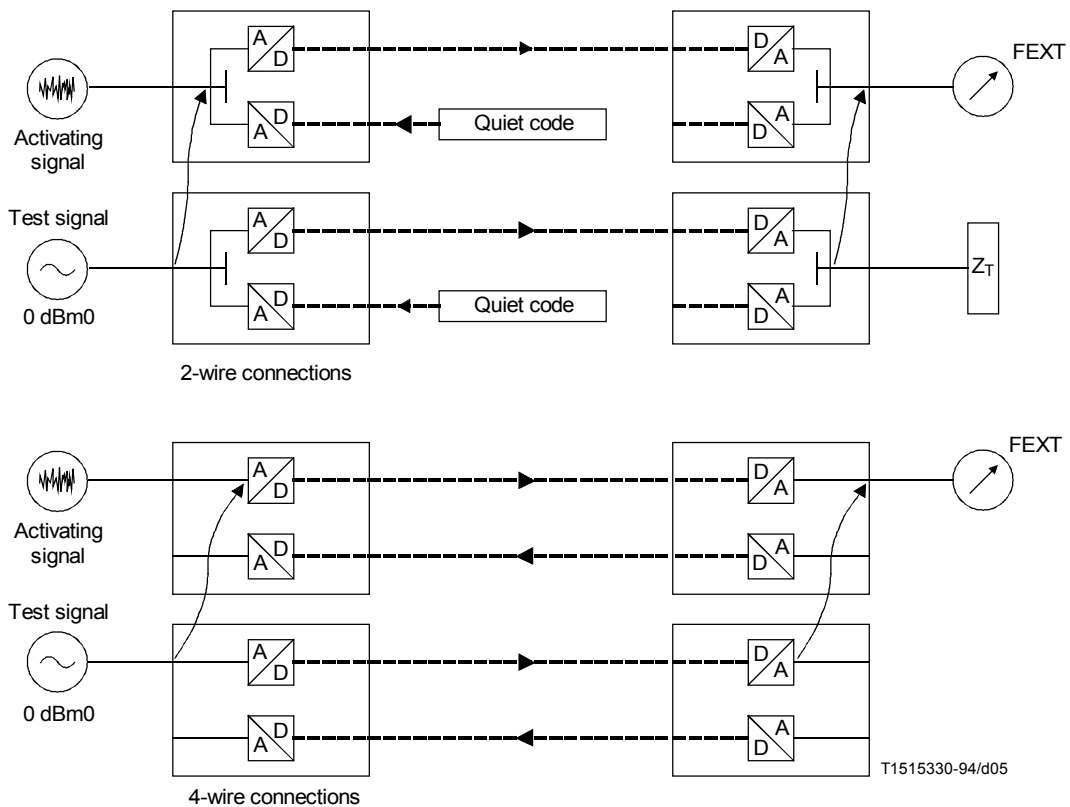 A D
D A
FEXT
Activating
signal
A D
Quiet code
D A
Test signal
A D
D A
0 dBm0
A D
Quiet code
D A
ZT
2-wire connections
A D
D A
FEXT
Activating
signal
A D
D A
Test signal
A D
D A
0 dBm0
A D
D A
T1515330-94/d05
4-wire connections